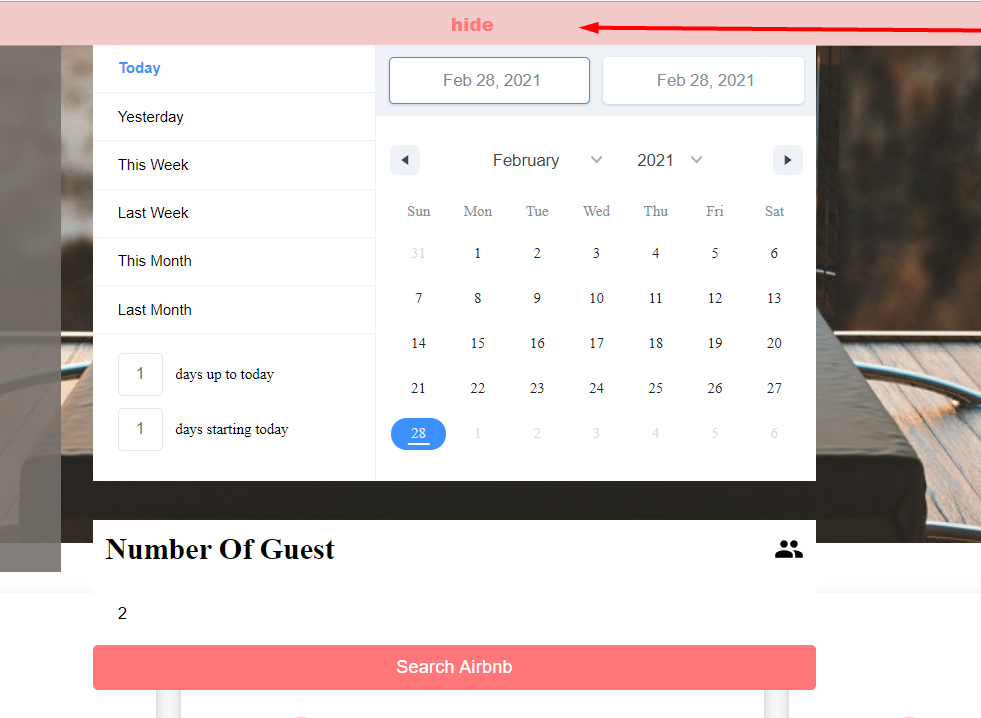 hide
Today
Yesterday
This Week
Last Week
This Month
Last Month
1 days up to today
1 days starting today
Feb 28, 2021 Feb 28, 2021
February 2021
Sun Mon Tue Wed Thu Fri Sat
31 1 2 3 4 5 6
7 8 9 10 11 12 13
14 15 16 17 18 19 20
21 22 23 24 25 26 27
28 1 2 3 4 5 6
Number Of Guest
2
Search Airbnb